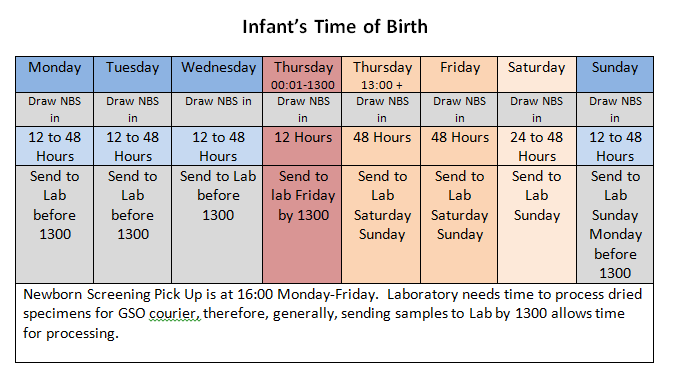 Infant's Time of Birth
Monday Tuesday Wednesday Thursday Thursday Friday Saturday Sunday
00:01-1300 13:00 +
Draw NBS Draw NBS Draw NBS in Draw NBS Draw NBS Draw NBS Draw NBS Draw NBS
in in in in in in in
12 to 48 12 to 48 12 to 48 12 Hours 48 Hours 48 Hours 24 to 48 12 to 48
Hours Hours Hours Hours Hours
Send to Send to Send to Lab Send to Send to Send to Send to Send to
Lab Lab before lab Friday Lab Lab Lab Lab
before before 1300 by 1300 Saturday Saturday Sunday Sunday
1300 1300 Sunday Sunday Monday
before
1300
Newborn Screening Pick Up is at 16:00 Monday-Friday. Laboratory needs time to process dried
specimens for GSO courier, therefore, generally, sending samples to Lab by 1300 allows time
for processing.